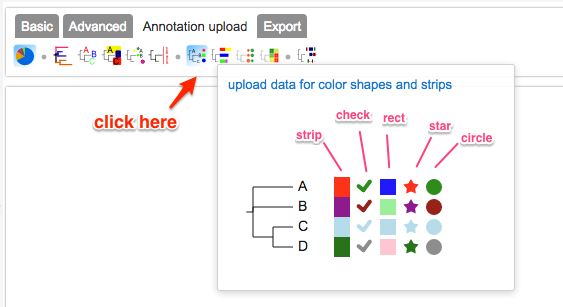 Basic Advanced Annotation upload Export
click here
upload data for color shapes and strips
strip check rect star circle
A
B
C
D